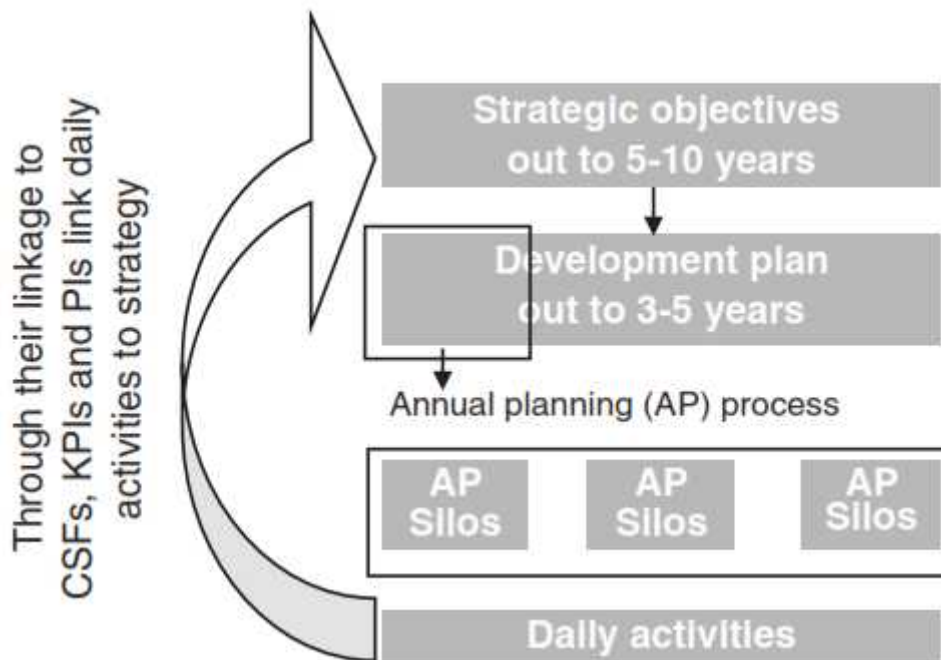 Through their linkage to
CSFs, KPIs and PIs link daily
activities to strategy
Strategic objectives
out to 5-10 years
Development plan
out to 3-5 years
Annual planning (AP) process
AP
Silos
AP
Silos
AP
Silos
Daily activities